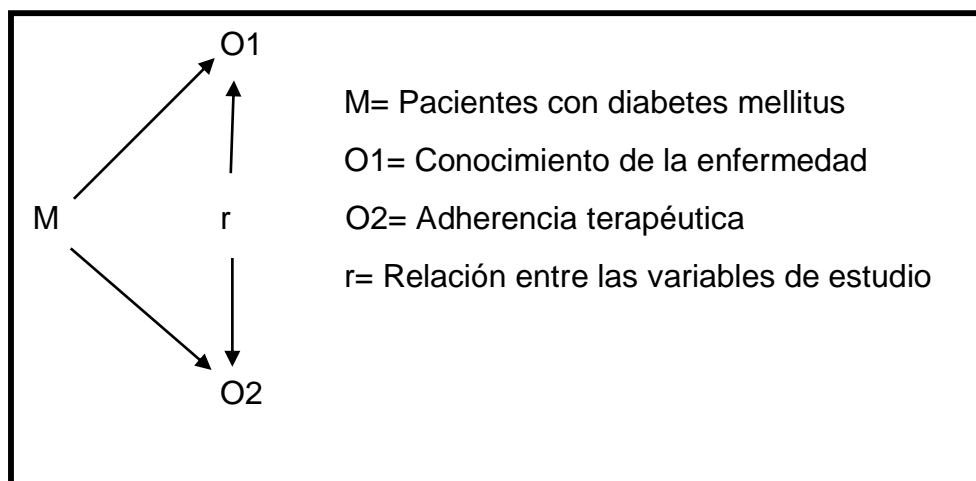 O1
M= Pacientes con diabetes mellitus
O1= Conocimiento de la enfermedad
M r O2= Adherencia terapéutica
r= Relación entre las variables de estudio
O2